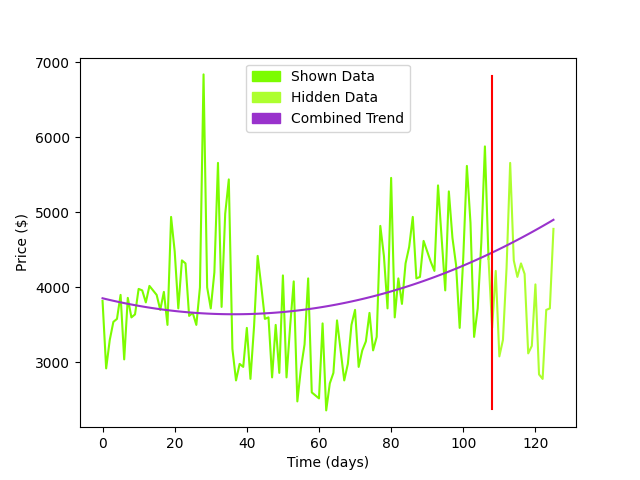 7000
6000
5000
4000
3000
Price ($)
Shown Data
Hidden Data
Combined Trend
0 20 40 60 80 100 120
Time (days)